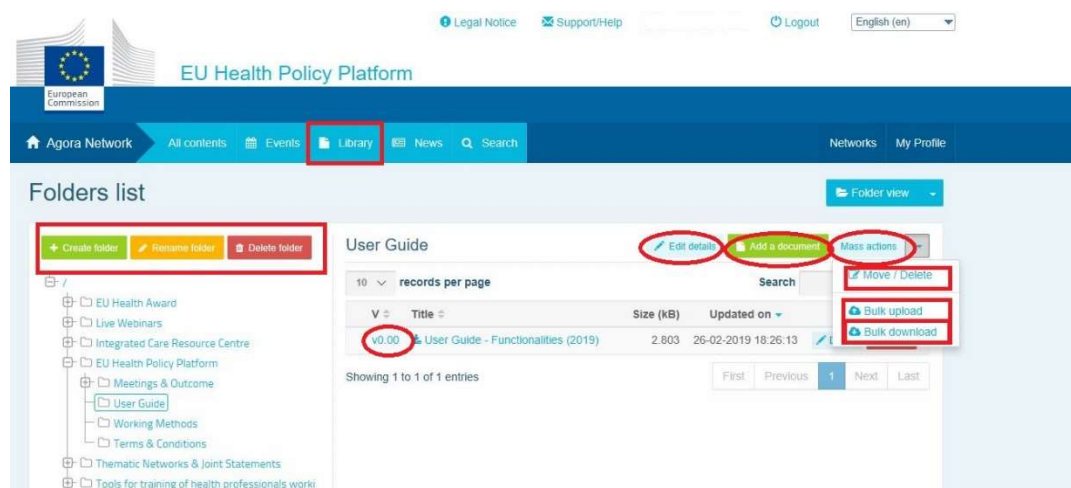 Legal Notice Support/Help Logout English (en)
EU Health Policy Platform
European
Commission
Agora Network All contents Events Library News Search Networks My Profile
Folders list
Folder view
+ Create folder Rename folder Delete folder
User Guide
Edit details Add a document Mass actions
/
10 records per page Search
Move / Delete
EU Health Award
Live Webinars
V Title Size (kB) Updated on
Bulk upload
Integrated Care Resource Centre
v0.00 User Guide - Functionalities (2019) 2.803 26-02-2019 18:26:13
Bulk download
EU Health Policy Platform
Meetings & Outcome
Showing 1 to 1 of 1 entries First Previous 1 Next Last
User Guide
Working Methods
Terms & Conditions
Thematic Networks & Joint Statements
Tools for training of health professionals worki